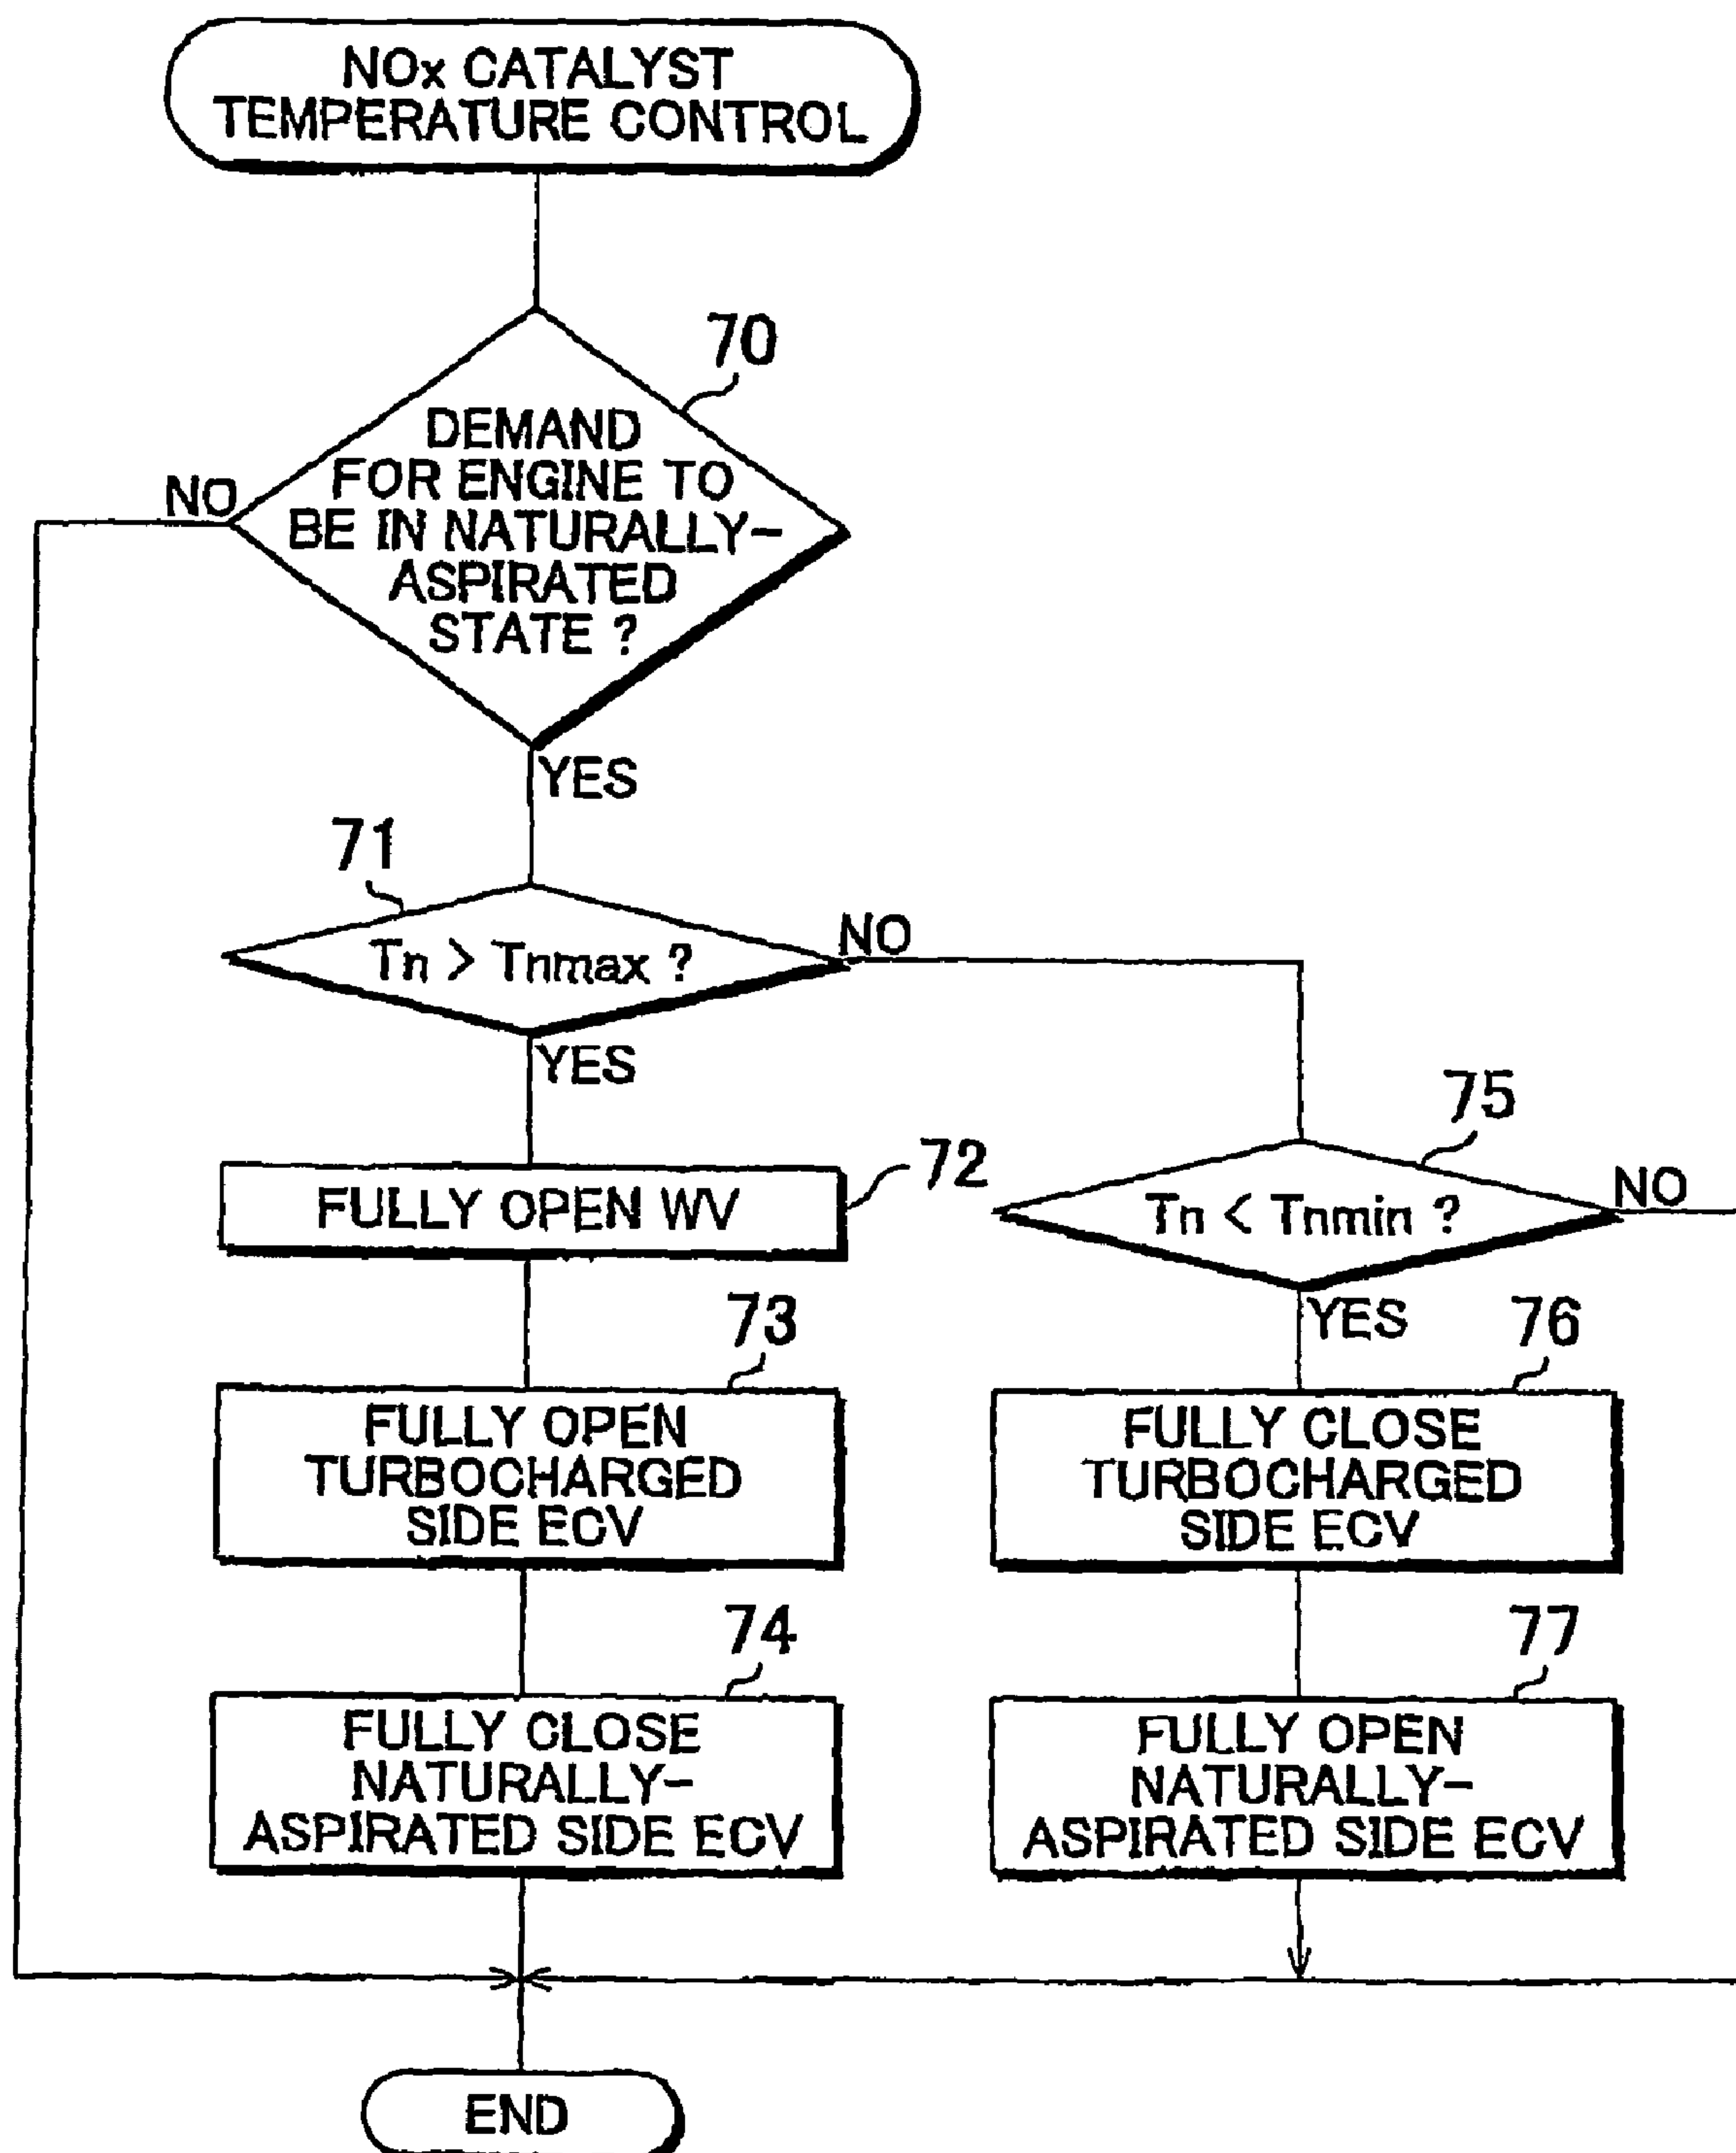 NOx CATALYST
TEMPERATURE CONTROL
70
DEMAND
FOR ENGINE TO
BE IN NATURALLY-
ASPIRATED
STATE ?
NO
YES
71
Tn > Tnmax ?
NO
YES
72
FULLY OPEN WV
75
Tn < Tnmin ?
NO
YES
73
FULLY OPEN
TURBOCHARGED
SIDE ECV
76
FULLY CLOSE
TURBOCHARGED
SIDE ECV
74
FULLY CLOSE
NATURALLY-
ASPIRATED SIDE ECV
77
FULLY OPEN
NATURALLY-
ASPIRATED SIDE ECV
END